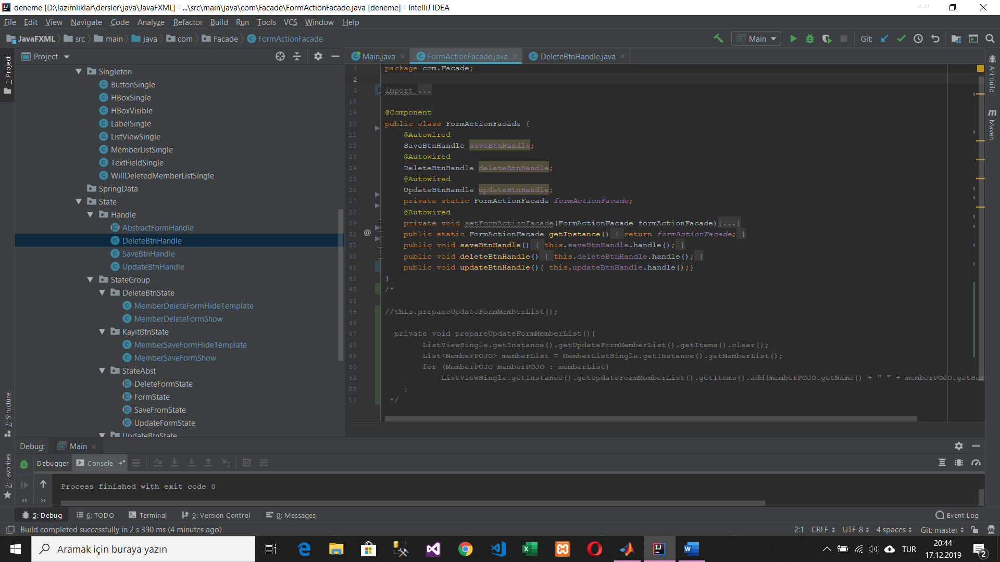 deneme [D:\lazimliklar\dersler\java\JavaFXML] - ...\src\main\java\com\Facade\FormActionFacade.java [deneme] - IntelliJ IDEA
File Edit View Navigate Code Analyze Refactor Build Run Tools VCS Window Help
JavaFXML src main java com Facade FormActionFacade
Main Git:
1: Project
7: Structure
2: Favorites
Project
Singleton
ButtonSingle
HBoxSingle
HBoxVisible
LabelSingle
ListViewSingle
MemberListSingle
TextFieldSingle
WillDeletedMemberListSingle
SpringData
State
Handle
AbstractFormHandle
DeleteBtnHandle
SaveBtnHandle
UpdateBtnHandle
StateGroup
DeleteBtnState
MemberDeleteFormHideTemplate
MemberDeleteFormShow
KayitBtnState
MemberSaveFormHideTemplate
MemberSaveFormShow
StateAbst
DeleteFormState
FormState
SaveFromState
UpdateFormState
UpdateBtnState
Main.java FormActionFacade.java DeleteBtnHandle.java
1 package com.Facade;
2
3 import ...
18
19 @Component
20 public class FormActionFacade {
21 @Autowired
22 SaveBtnHandle saveBtnHandle;
23 @Autowired
24 DeleteBtnHandle deleteBtnHandle;
25 @Autowired
26 UpdateBtnHandle updateBtnHandle;
27 private static FormActionFacade formActionFacade;
28 @Autowired
29 private void setFormActionFacade(FormActionFacade formActionFacade){...}
32 @ public static FormActionFacade getInstance() { return formActionFacade; }
35 public void saveBtnHandle() { this.saveBtnHandle.handle(); }
38 public void deleteBtnHandle() { this.deleteBtnHandle.handle(); }
41 public void updateBtnHandle(){ this.updateBtnHandle.handle();}
42 }
43 /*
44
45 //this.prepareUpdateFormMemberList();
46
47 private void prepareUpdateFormMemberList(){
48 ListViewSingle.getInstance().getUpdateFormMemberList().getItems().clear();
49 List<MemberPOJO> memberList = MemberListSingle.getInstance().getMemberList();
50 for (MemberPOJO memberPOJO : memberList)
51 ListViewSingle.getInstance().getUpdateFormMemberList().getItems().add(memberPOJO.getName() + " " + memberPOJO.getSur
52 }
53 */
Ant Build
Maven
Debug: Main
Debugger Console
Process finished with exit code 0
5: Debug 6: TODO Terminal 9: Version Control 0: Messages Event Log
Build completed successfully in 2 s 390 ms (4 minutes ago) 2:1 CRLF UTF-8 4 spaces Git: master
Aramak için buraya yazın
TUR
20:44
17.12.2019
2